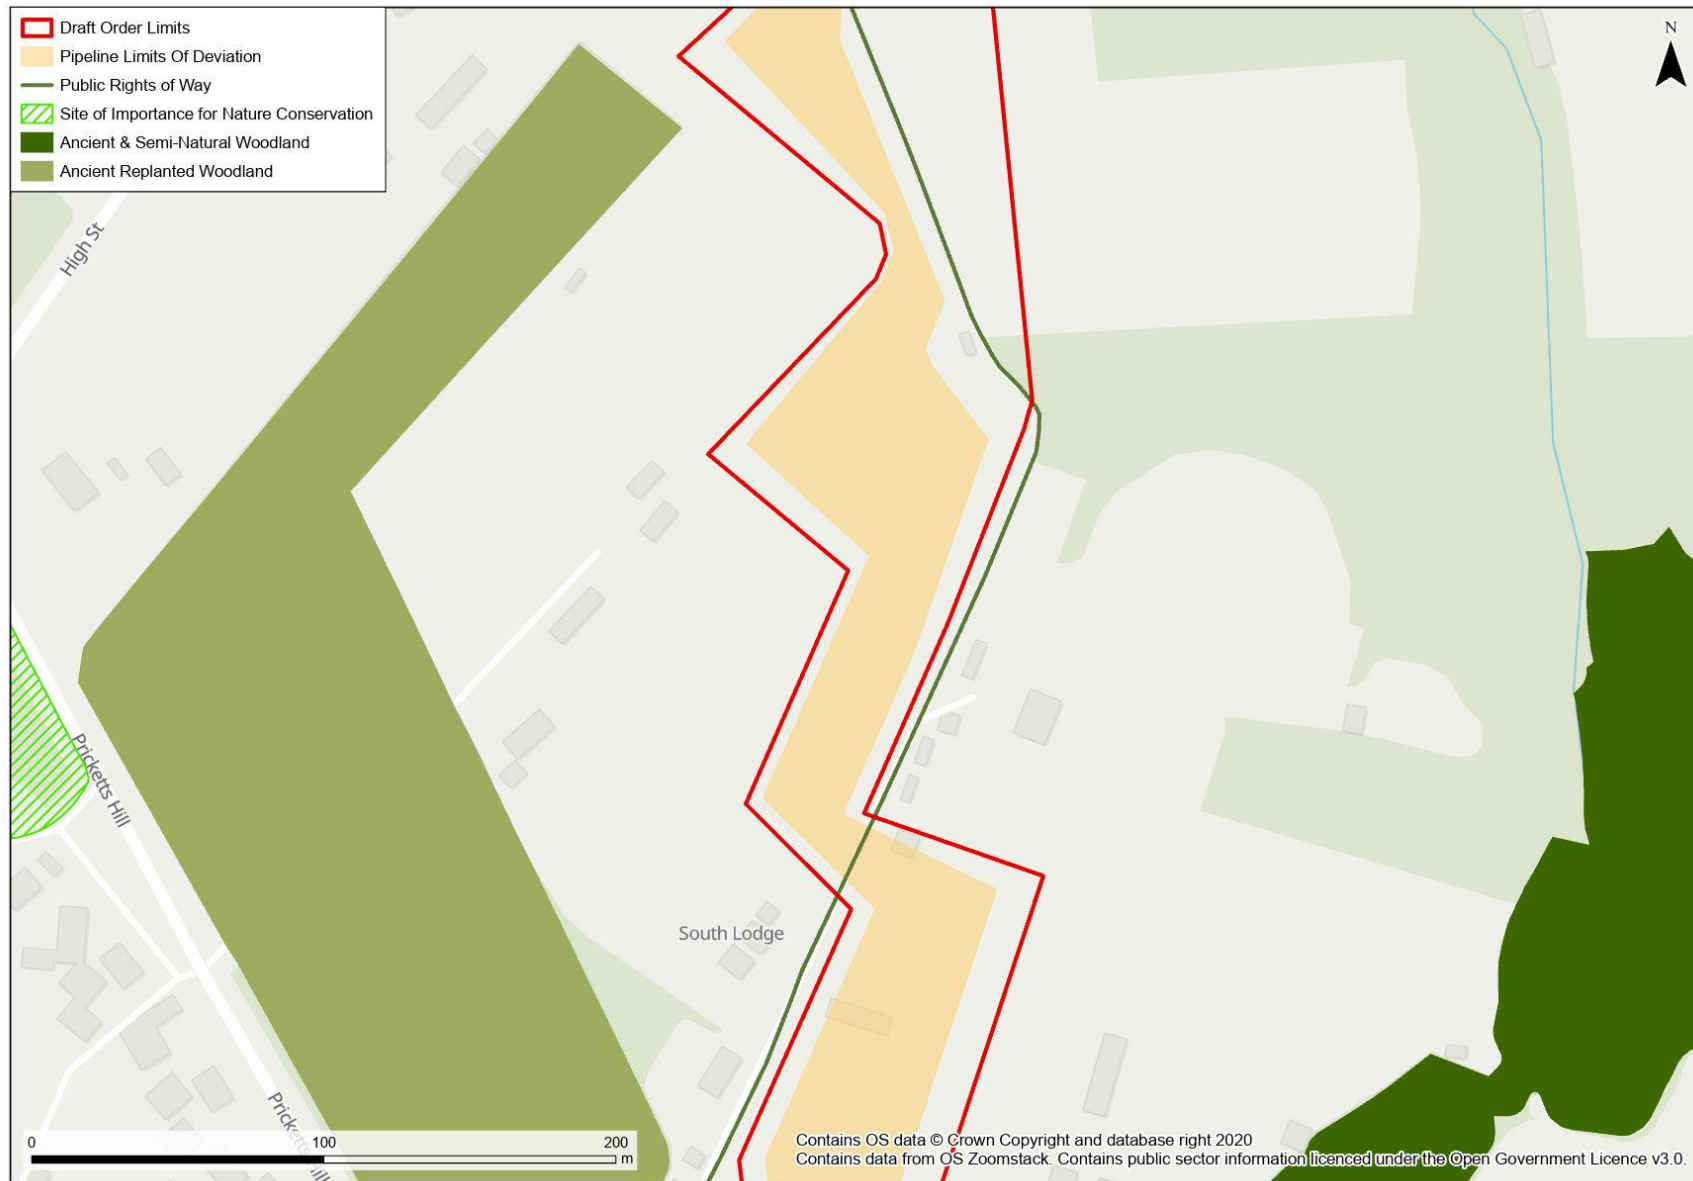 Draft Order Limits
Pipeline Limits Of Deviation
Public Rights of Way
Site of Importance for Nature Conservation
Ancient & Semi-Natural Woodland
Ancient Replanted Woodland
N
High St
Pricketts Hill
South Lodge
Pricketts Hill
0 100 200
m
Contains OS data © Crown Copyright and database right 2020
Contains data from OS Zoomstack. Contains public sector information licenced under the Open Government Licence v3.0.